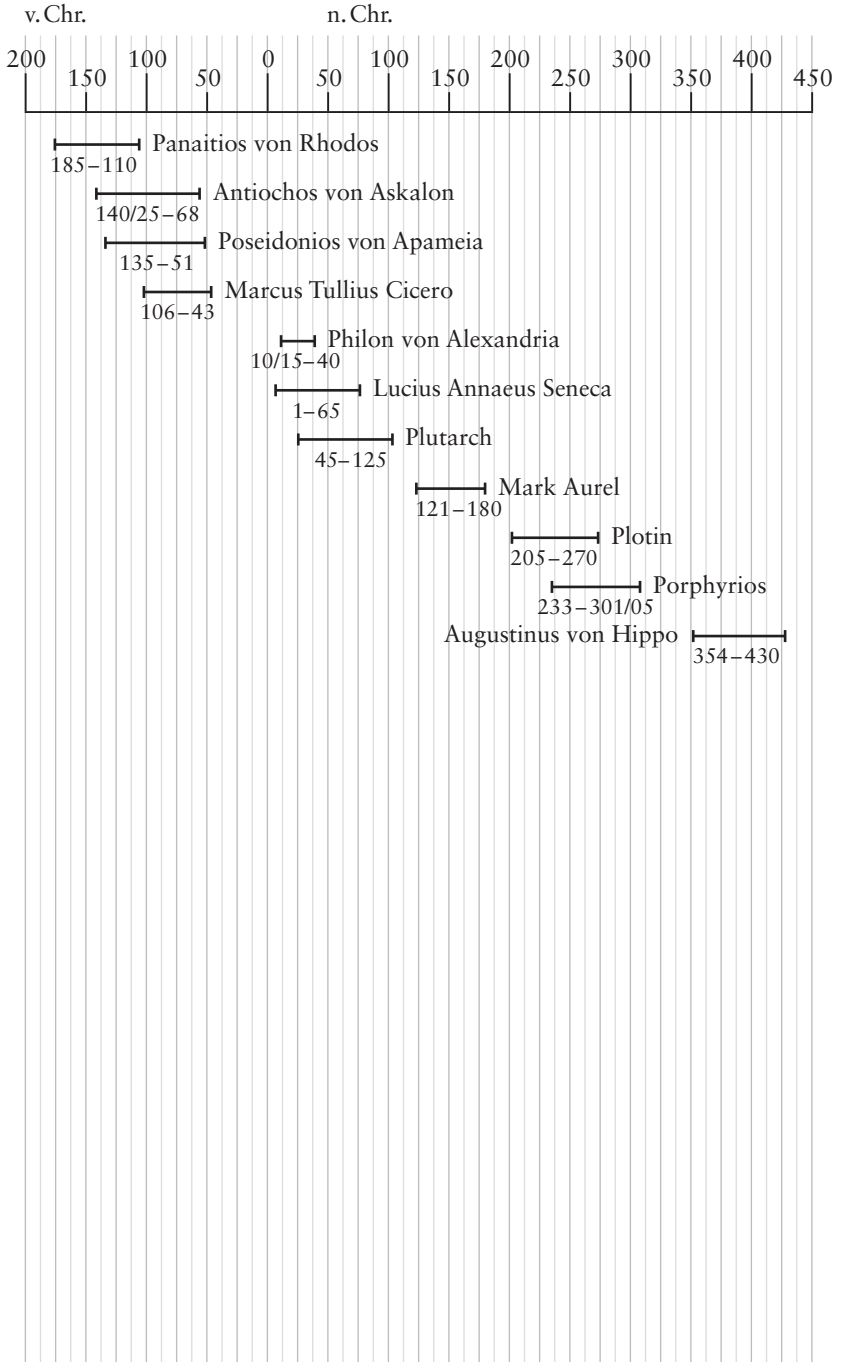 v. Chr. n. Chr.
200 100 0 100 200 300 400
150 50 50 150 250 350 450
Panaitios von Rhodos
185–110
Antiochos von Askalon
140/25–68
Poseidonios von Apameia
135–51
Marcus Tullius Cicero
106–43
Philon von Alexandria
10/15–40
Lucius Annaeus Seneca
1–65
Plutarch
45–125
Mark Aurel
121–180
Plotin
205–270
Porphyrios
233–301/05
Augustinus von Hippo
354–430